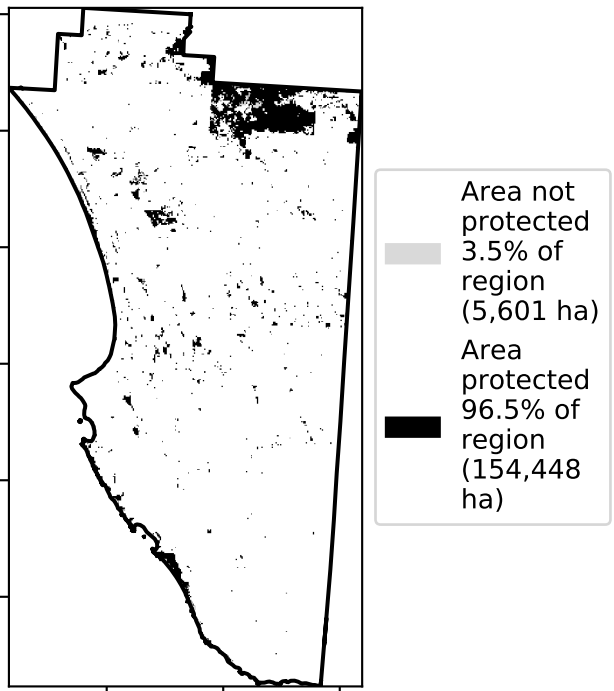 Area not
protected
3.5% of
region
(5,601 ha)
Area
protected
96.5% of
region
(154,448
ha)